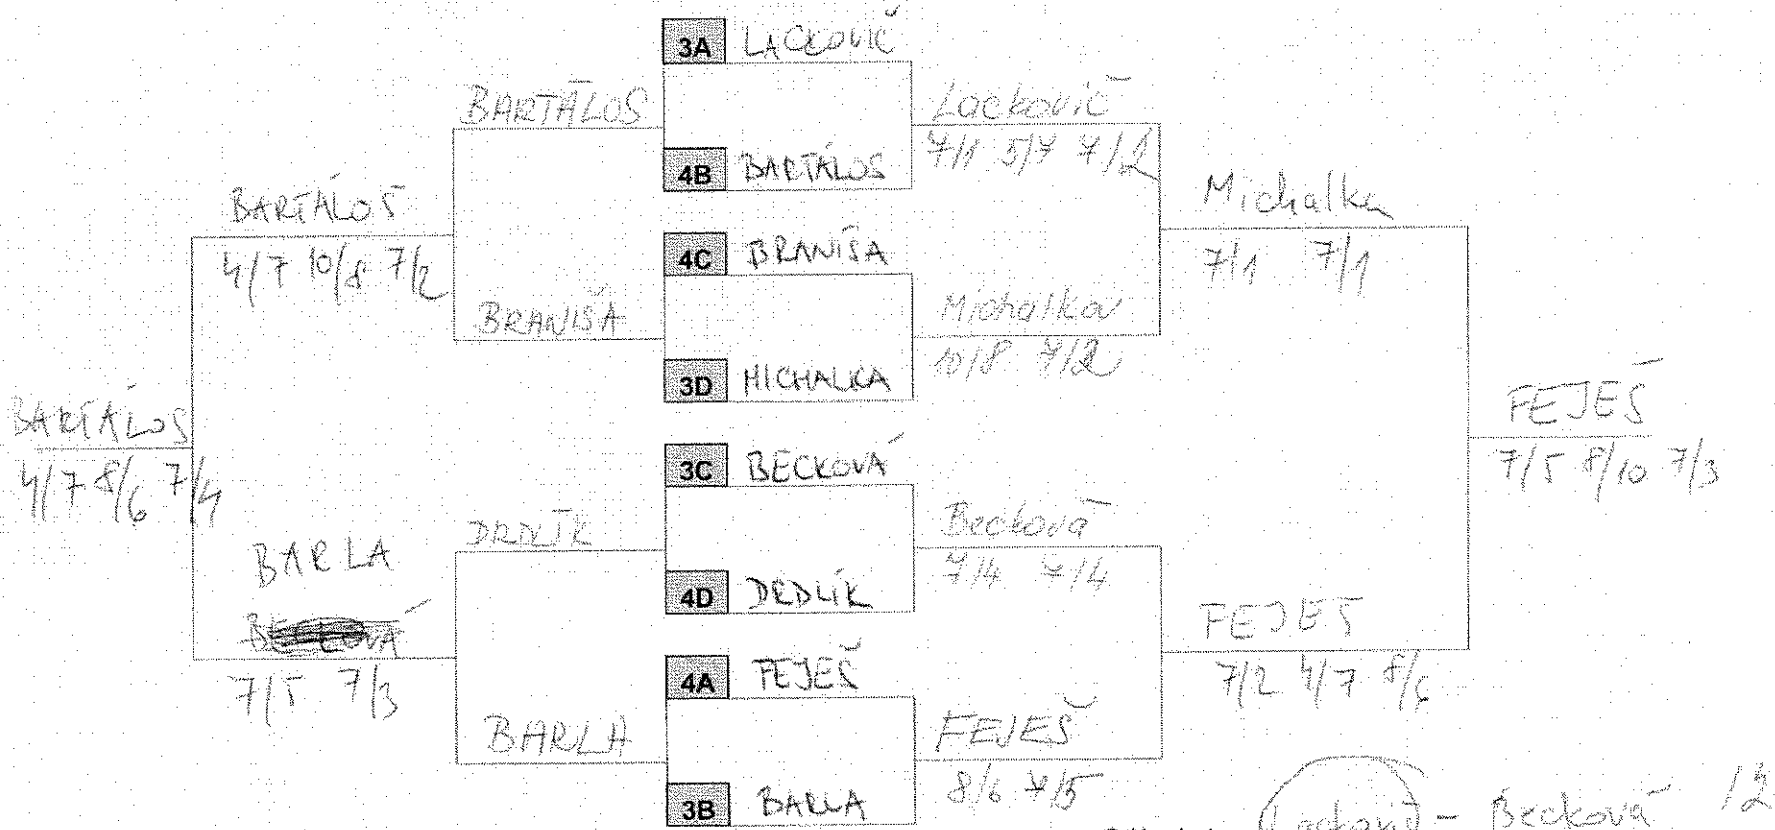 3A LACKOVIČ
BARTÁLOS Lackovič
7/1 5/7 7/2
4B BARTÁLOS
BARTÁLOS Michalka
4C BRANIŠA
4/7 10/8 7/2 7/1 7/1
BRANIŠA Michalka
10/8 7/2
3D MICHALKA
BARTÁLOS FEJEŠ
3C BECKOVÁ
4/7 8/6 7/4 7/5 8/10 7/3
DRDLÍK Becková
BARLA 7/4 7/4
4D DRDLÍK
FEJEŠ
4A FEJEŠ
7/5 7/3 7/2 4/7 8/6
BARLA FEJEŠ
3B BARLA 8/6 7/5
Lackovič - Becková